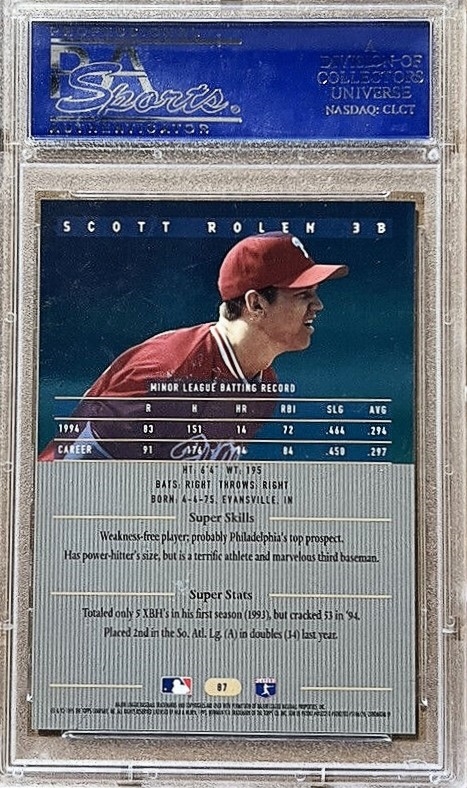 PSA
Sports.
AUTHENTICATOR
A
DIVISION OF
COLLECTORS
UNIVERSE
NASDAQ: CLCT
SCOTT ROLEN 3B
MINOR LEAGUE BATTING RECORD
R H HR RBI SLG AVG
1994 83 151 14 72 .464 .294
CAREER 91 84 .450 .297
HT: 6'4" WT: 195
BATS: RIGHT THROWS: RIGHT
BORN: 4-4-75, EVANSVILLE, IN
Super Skills
Weakness-free player; probably Philadelphia's top prospect.
Has power-hitter's size, but is a terrific athlete and marvelous third baseman.
Super Stats
Totaled only 5 XBH's in his first season (1993), but cracked 53 in '94.
Placed 2nd in the So. Atl. Lg. (A) in doubles (34) last year.
87